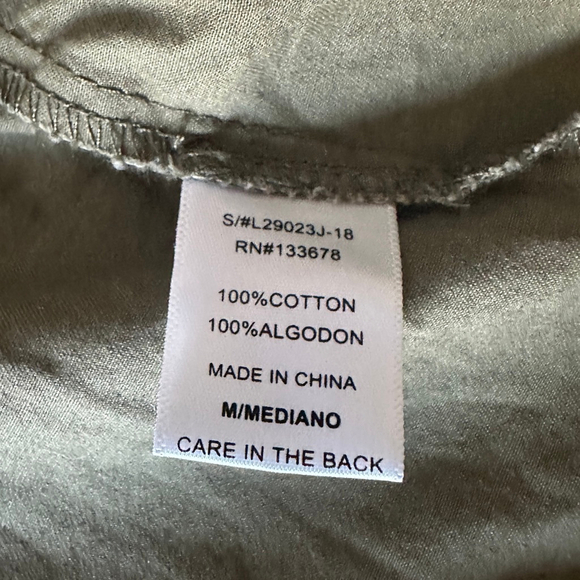 S/#L29023J-18
RN#133678
100%COTTON
100%ALGODON
MADE IN CHINA
M/MEDIANO
CARE IN THE BACK